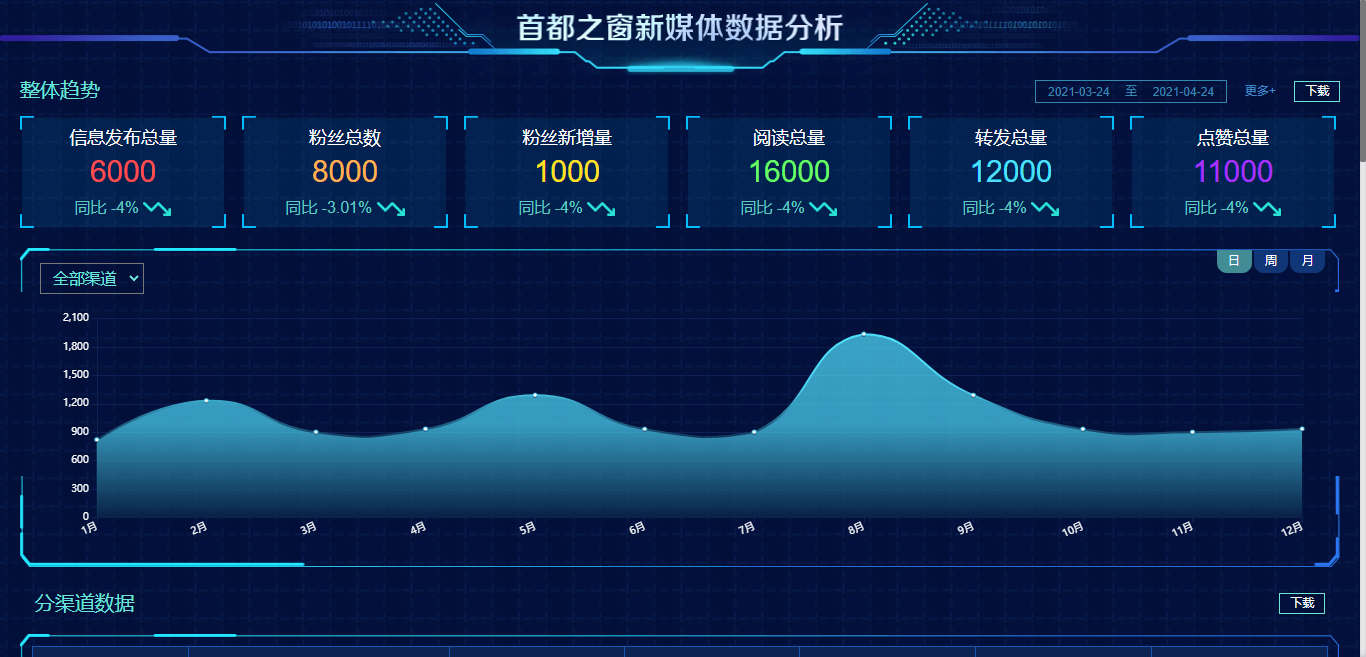 首都之窗新媒体数据分析
整体趋势
2021-03-24 至 2021-04-24 更多+ 下载
信息发布总量 粉丝总数 粉丝新增量 阅读总量 转发总量 点赞总量
6000 8000 1000 16000 12000 11000
同比 -4% 同比 -3.01% 同比 -4% 同比 -4% 同比 -4% 同比 -4%
全部渠道 日 周 月
2,100
1,800
1,500
1,200
900
600
300
0
1月 2月 3月 4月 5月 6月 7月 8月 9月 10月 11月 12月
分渠道数据 下载